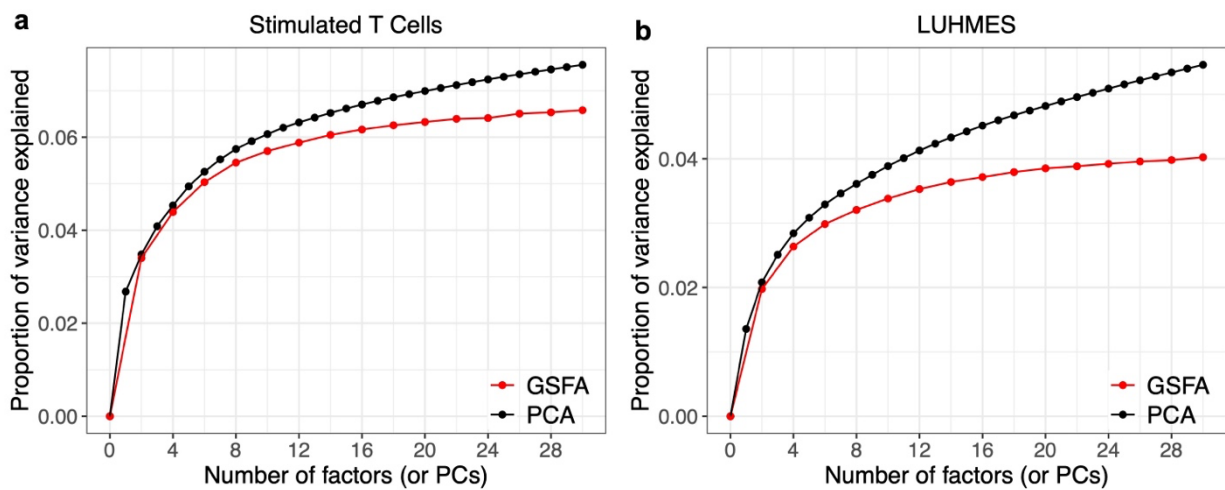 a
Stimulated T Cells
Proportion of variance explained
0.06
0.04
0.02
0.00
GSFA
PCA
0 4 8 12 16 20 24 28
Number of factors (or PCs)
b
LUHMES
Proportion of variance explained
0.04
0.02
0.00
GSFA
PCA
0 4 8 12 16 20 24 28
Number of factors (or PCs)